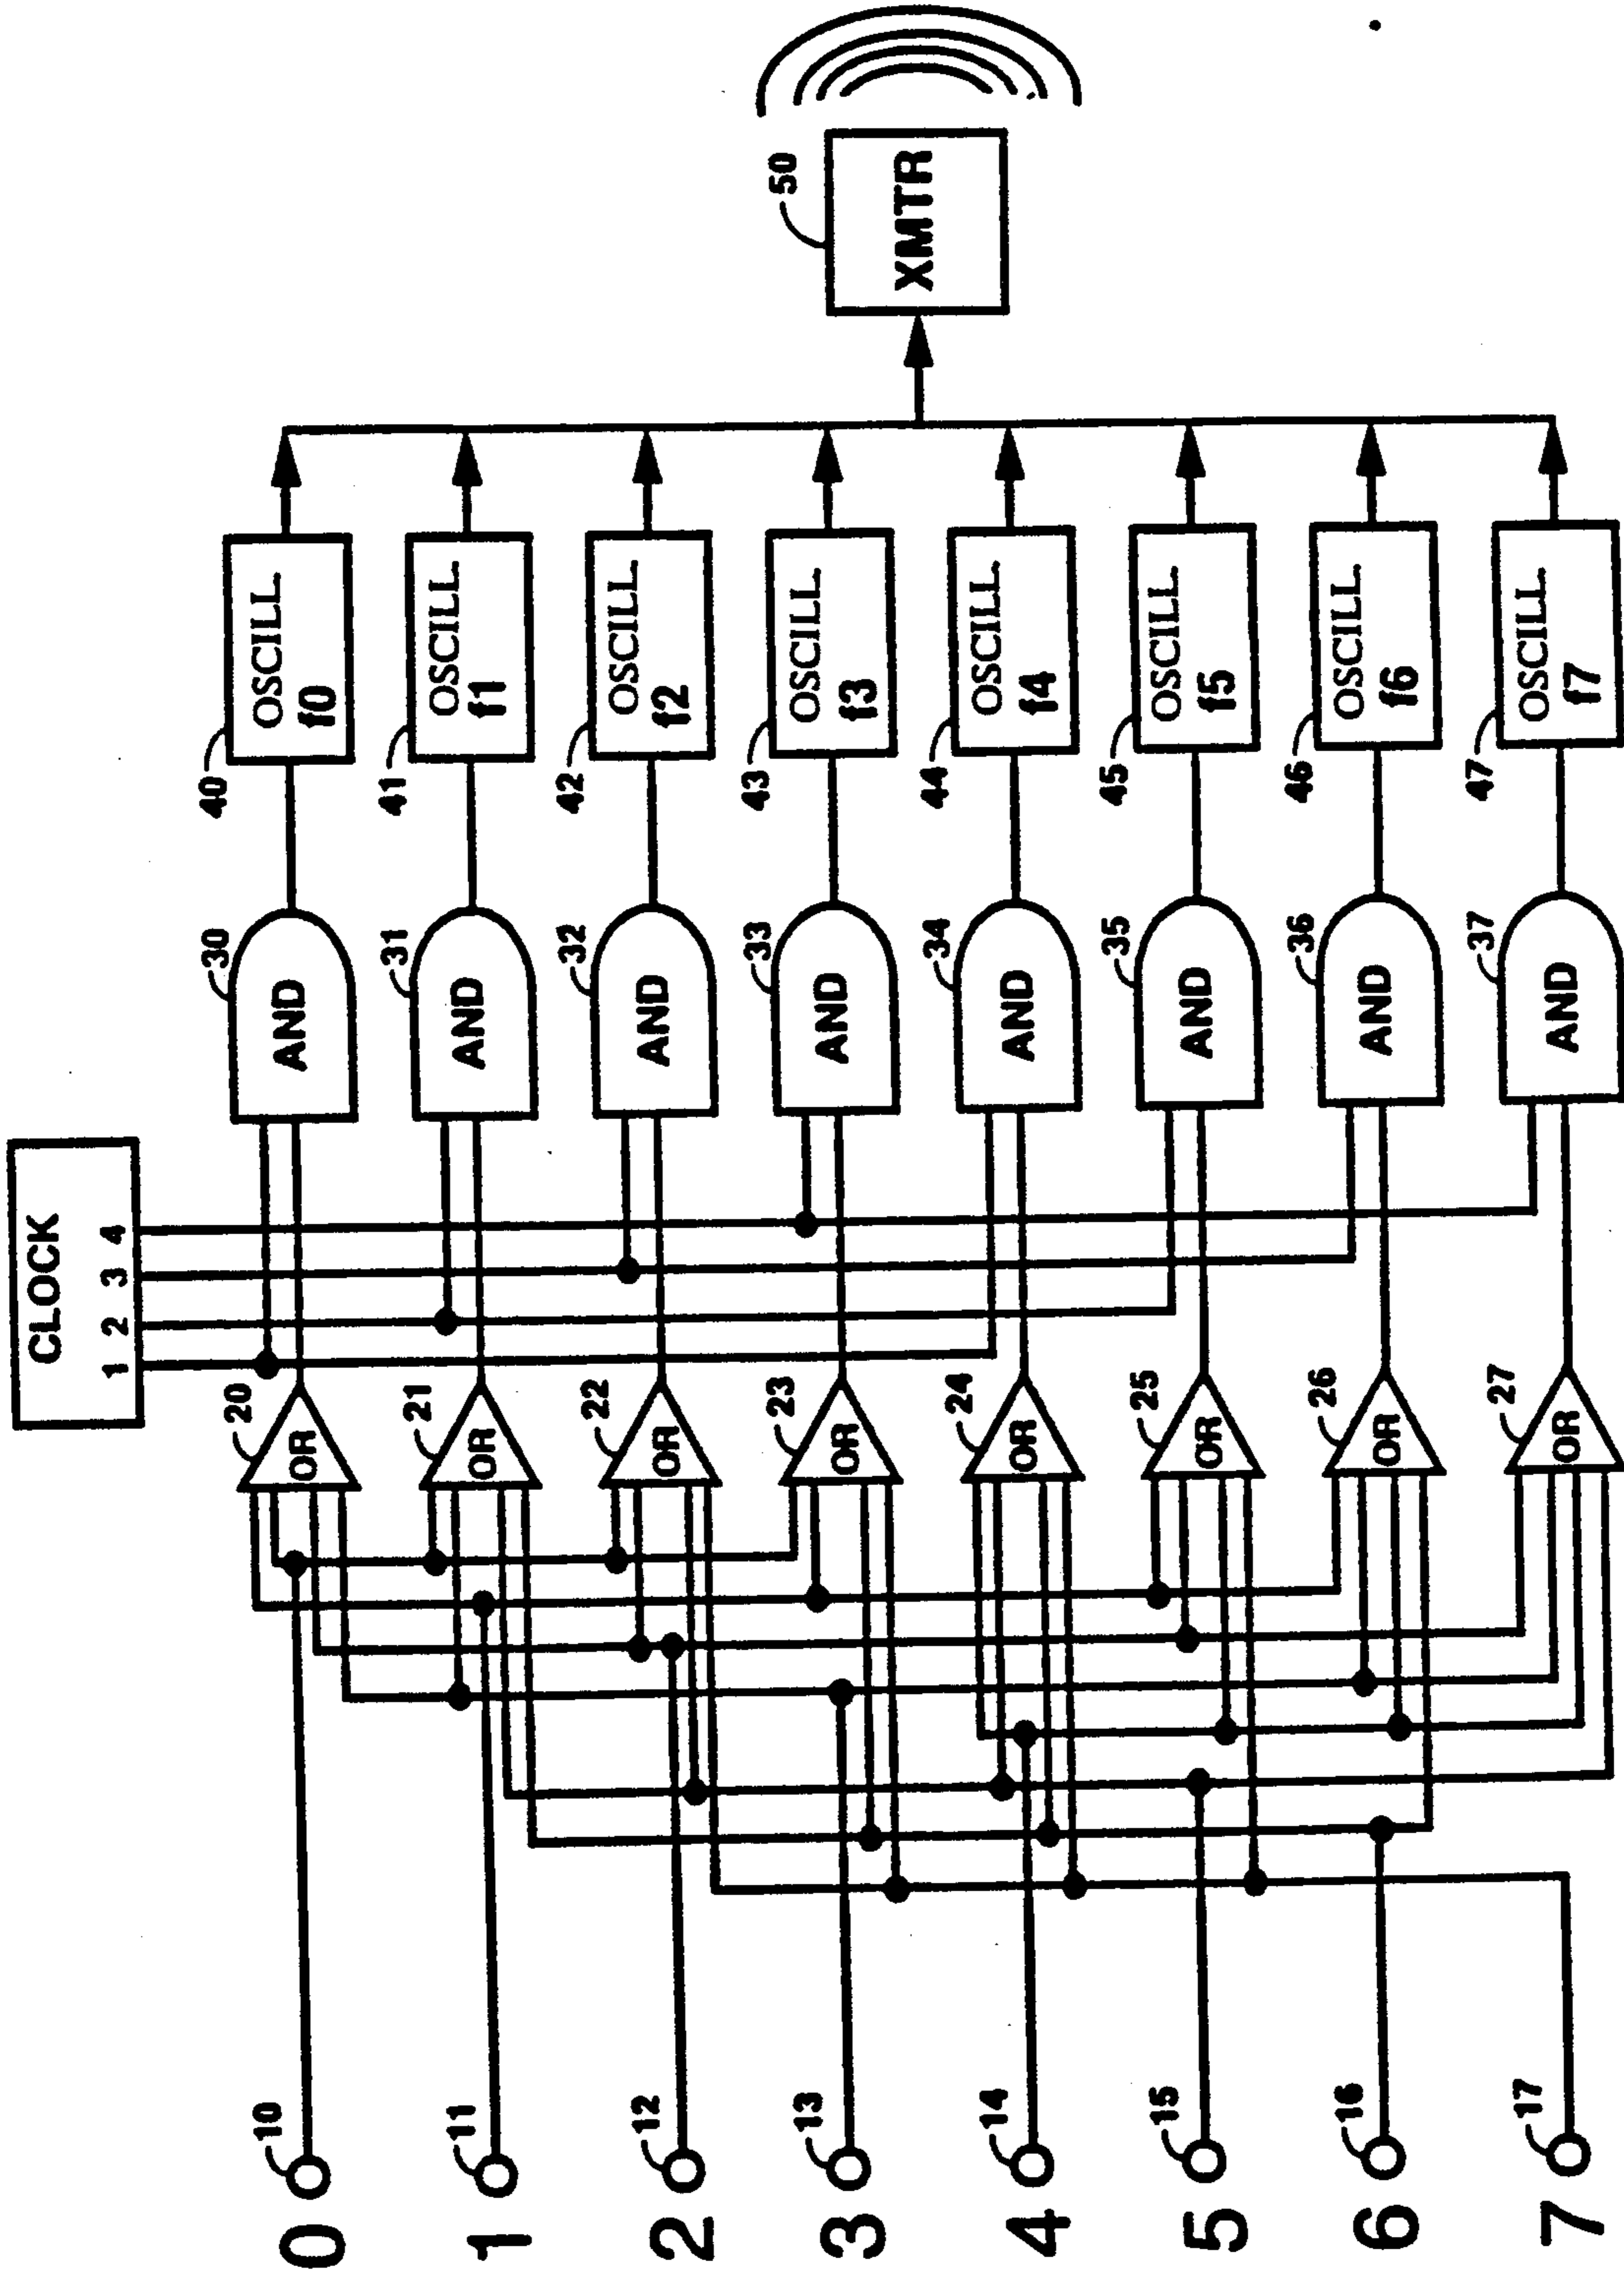 CLOCK
1 2 3 4
0 10 20 OR 30 AND 40 OSCILL. f0
1 11 21 OR 31 AND 41 OSCILL. f1
2 12 22 OR 32 AND 42 OSCILL. f2
3 13 23 OR 33 AND 43 OSCILL. f3
4 14 24 OR 34 AND 44 OSCILL. f4
5 15 25 OR 35 AND 45 OSCILL. f5
6 16 26 OR 36 AND 46 OSCILL. f6
7 17 27 OR 37 AND 47 OSCILL. f7
50
XMTR